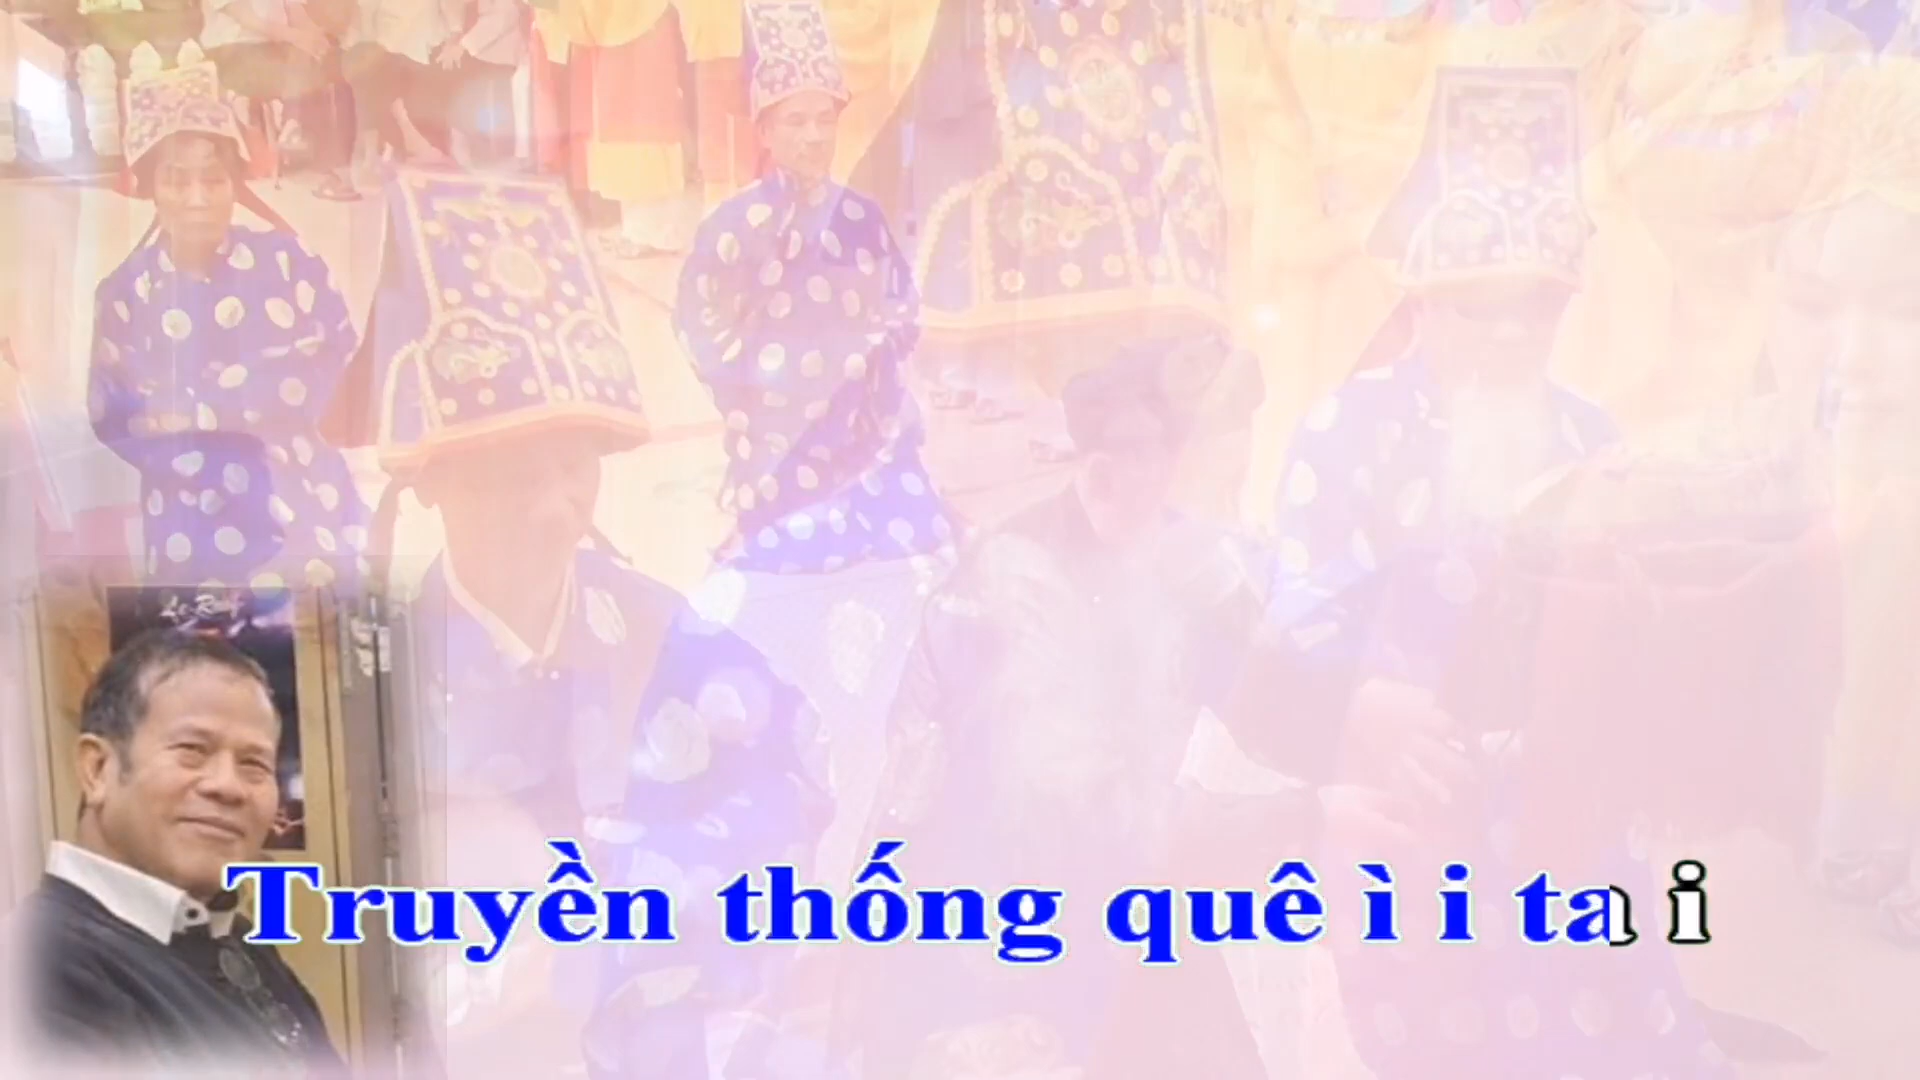 Truyền thống quê ì i ta i